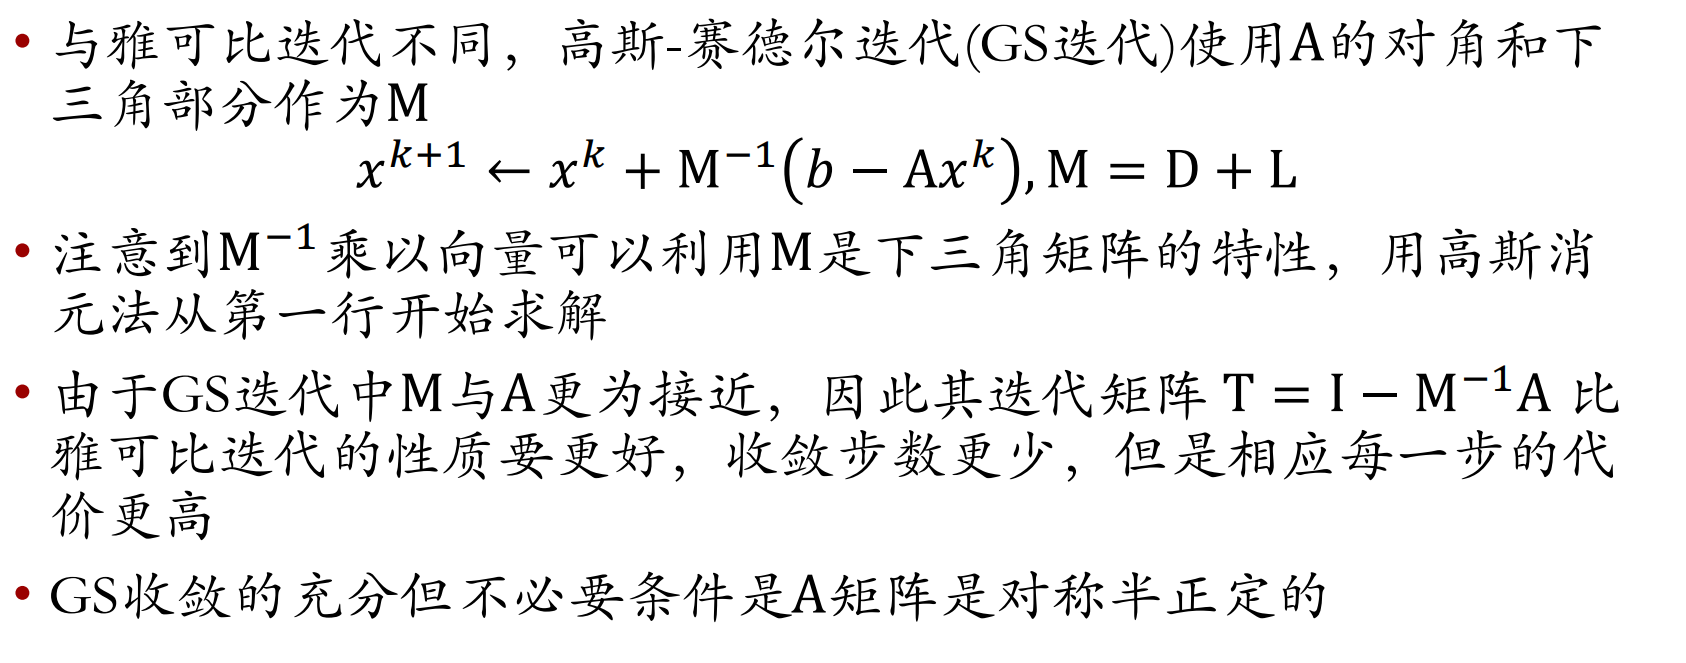 • 与雅可比迭代不同，高斯-赛德尔迭代(GS迭代)使用A的对角和下
三角部分作为M
x^{k+1} ← x^k + M^{−1}(b − Ax^k), M = D + L
• 注意到M^{−1}乘以向量可以利用M是下三角矩阵的特性，用高斯消
元法从第一行开始求解
• 由于GS迭代中M与A更为接近，因此其迭代矩阵 T = I − M^{−1}A 比
雅可比迭代的性质要更好，收敛步数更少，但是相应每一步的代
价更高
• GS收敛的充分但不必要条件是A矩阵是对称半正定的